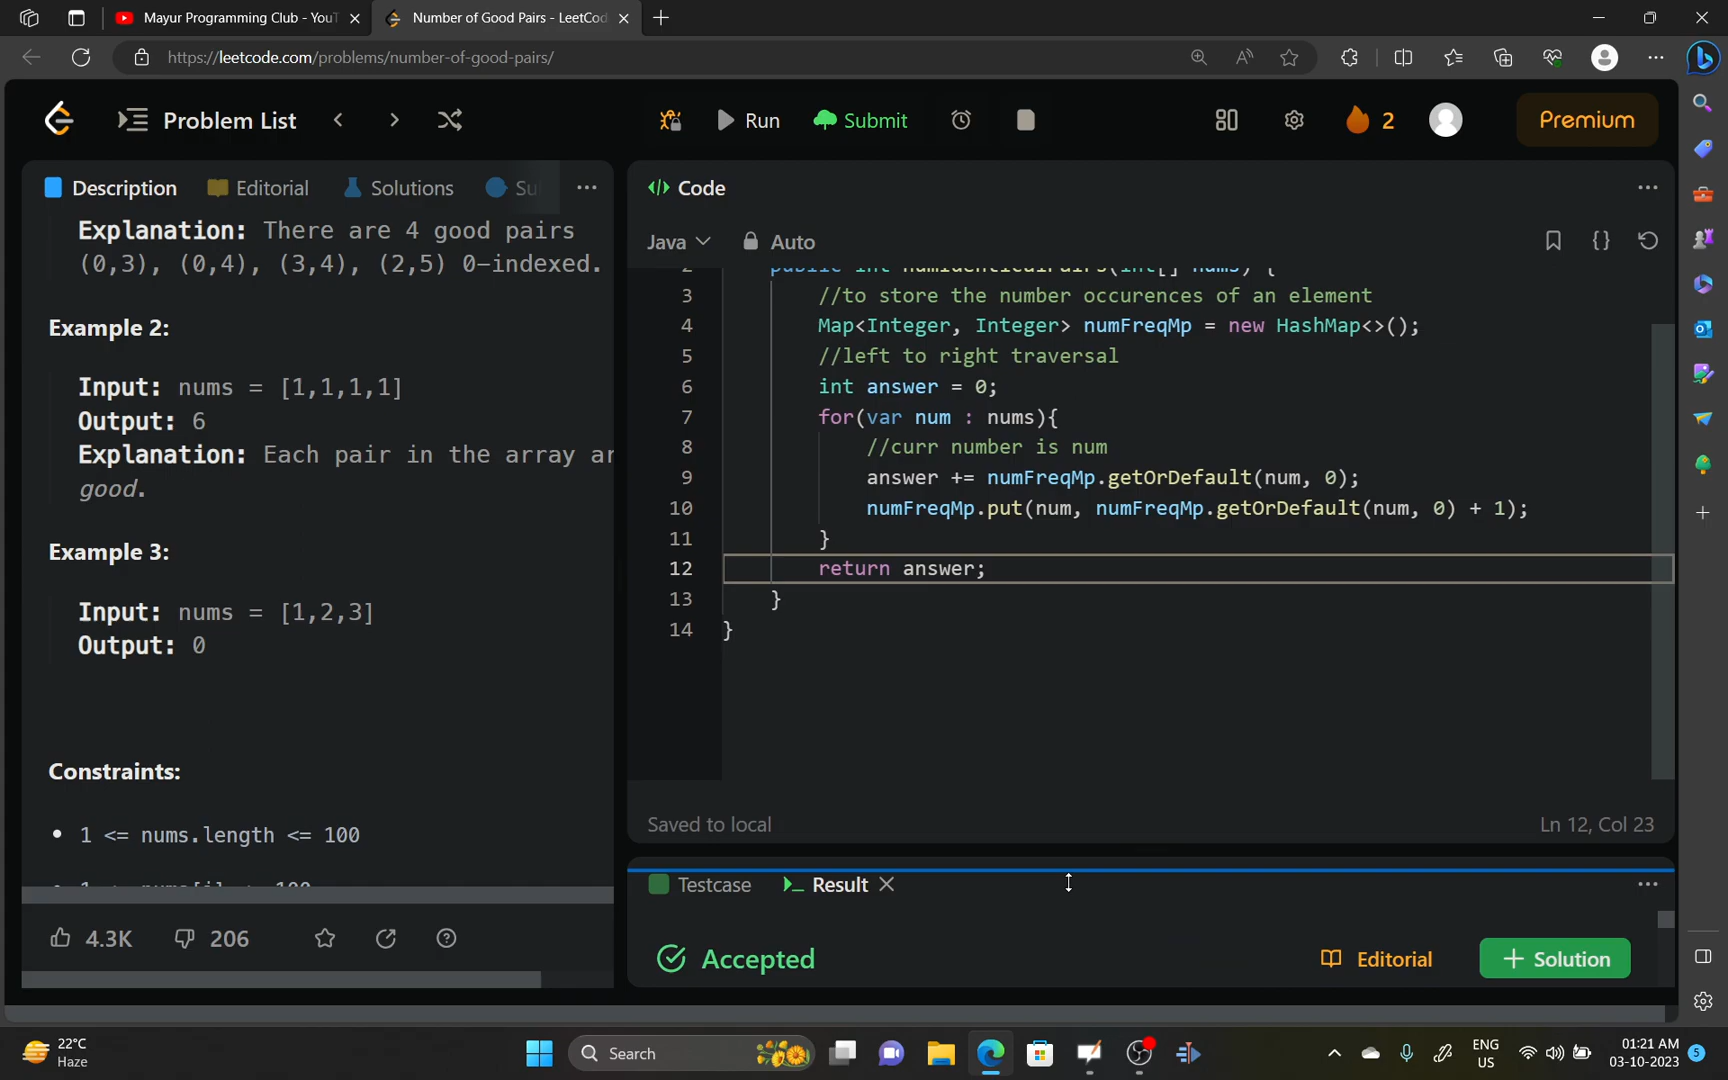 Mayur Programming Club - YouT
Number of Good Pairs - LeetCod
https://leetcode.com/problems/number-of-good-pairs/
Problem List
Run
Submit
2
Premium
Description
Editorial
Solutions
Su
Explanation: There are 4 good pairs
(0,3), (0,4), (3,4), (2,5) 0-indexed.
Example 2:
Input: nums = [1,1,1,1]
Output: 6
Explanation: Each pair in the array ar
good.
Example 3:
Input: nums = [1,2,3]
Output: 0
Constraints:
• 1 <= nums.length <= 100
4.3K
206
</> Code
Java
Auto
2 public int numIdenticalPairs(int[] nums) {
3 //to store the number occurences of an element
4 Map<Integer, Integer> numFreqMp = new HashMap<>();
5 //left to right traversal
6 int answer = 0;
7 for(var num : nums){
8 //curr number is num
9 answer += numFreqMp.getOrDefault(num, 0);
10 numFreqMp.put(num, numFreqMp.getOrDefault(num, 0) + 1);
11 }
12 return answer;
13 }
14 }
Saved to local
Ln 12, Col 23
Testcase
Result
Accepted
Editorial
+ Solution
22°C
Haze
Search
ENG
US
01:21 AM
03-10-2023
5